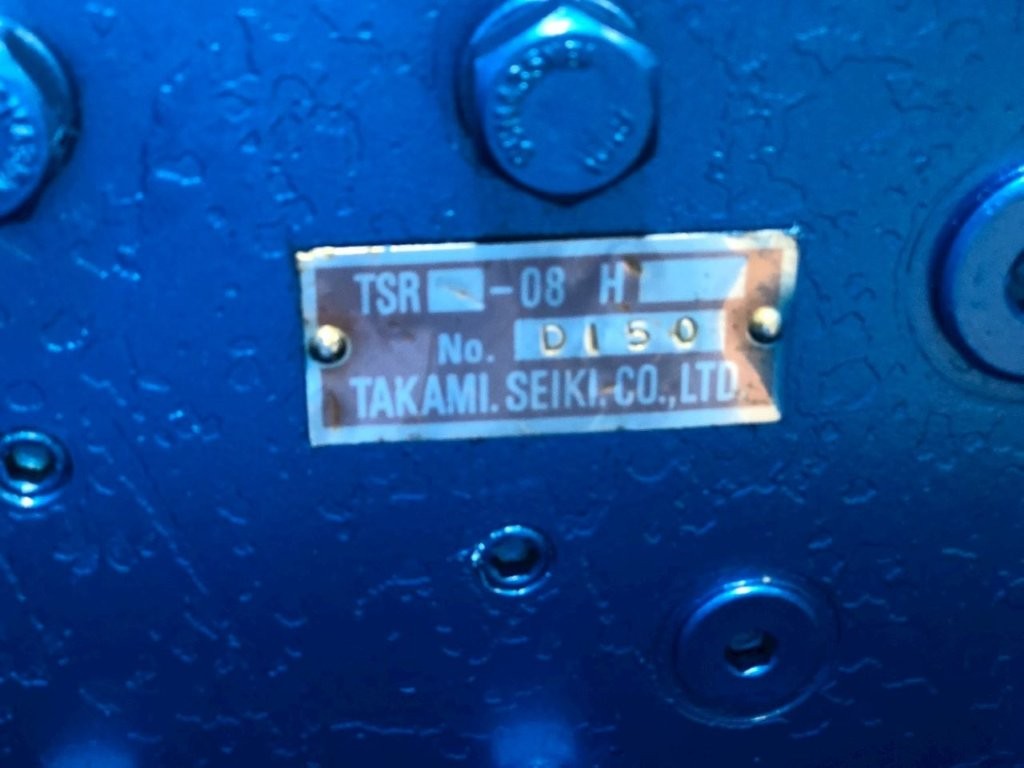 TSR -08 H
No. D150
TAKAMI. SEIKI. CO., LTD.